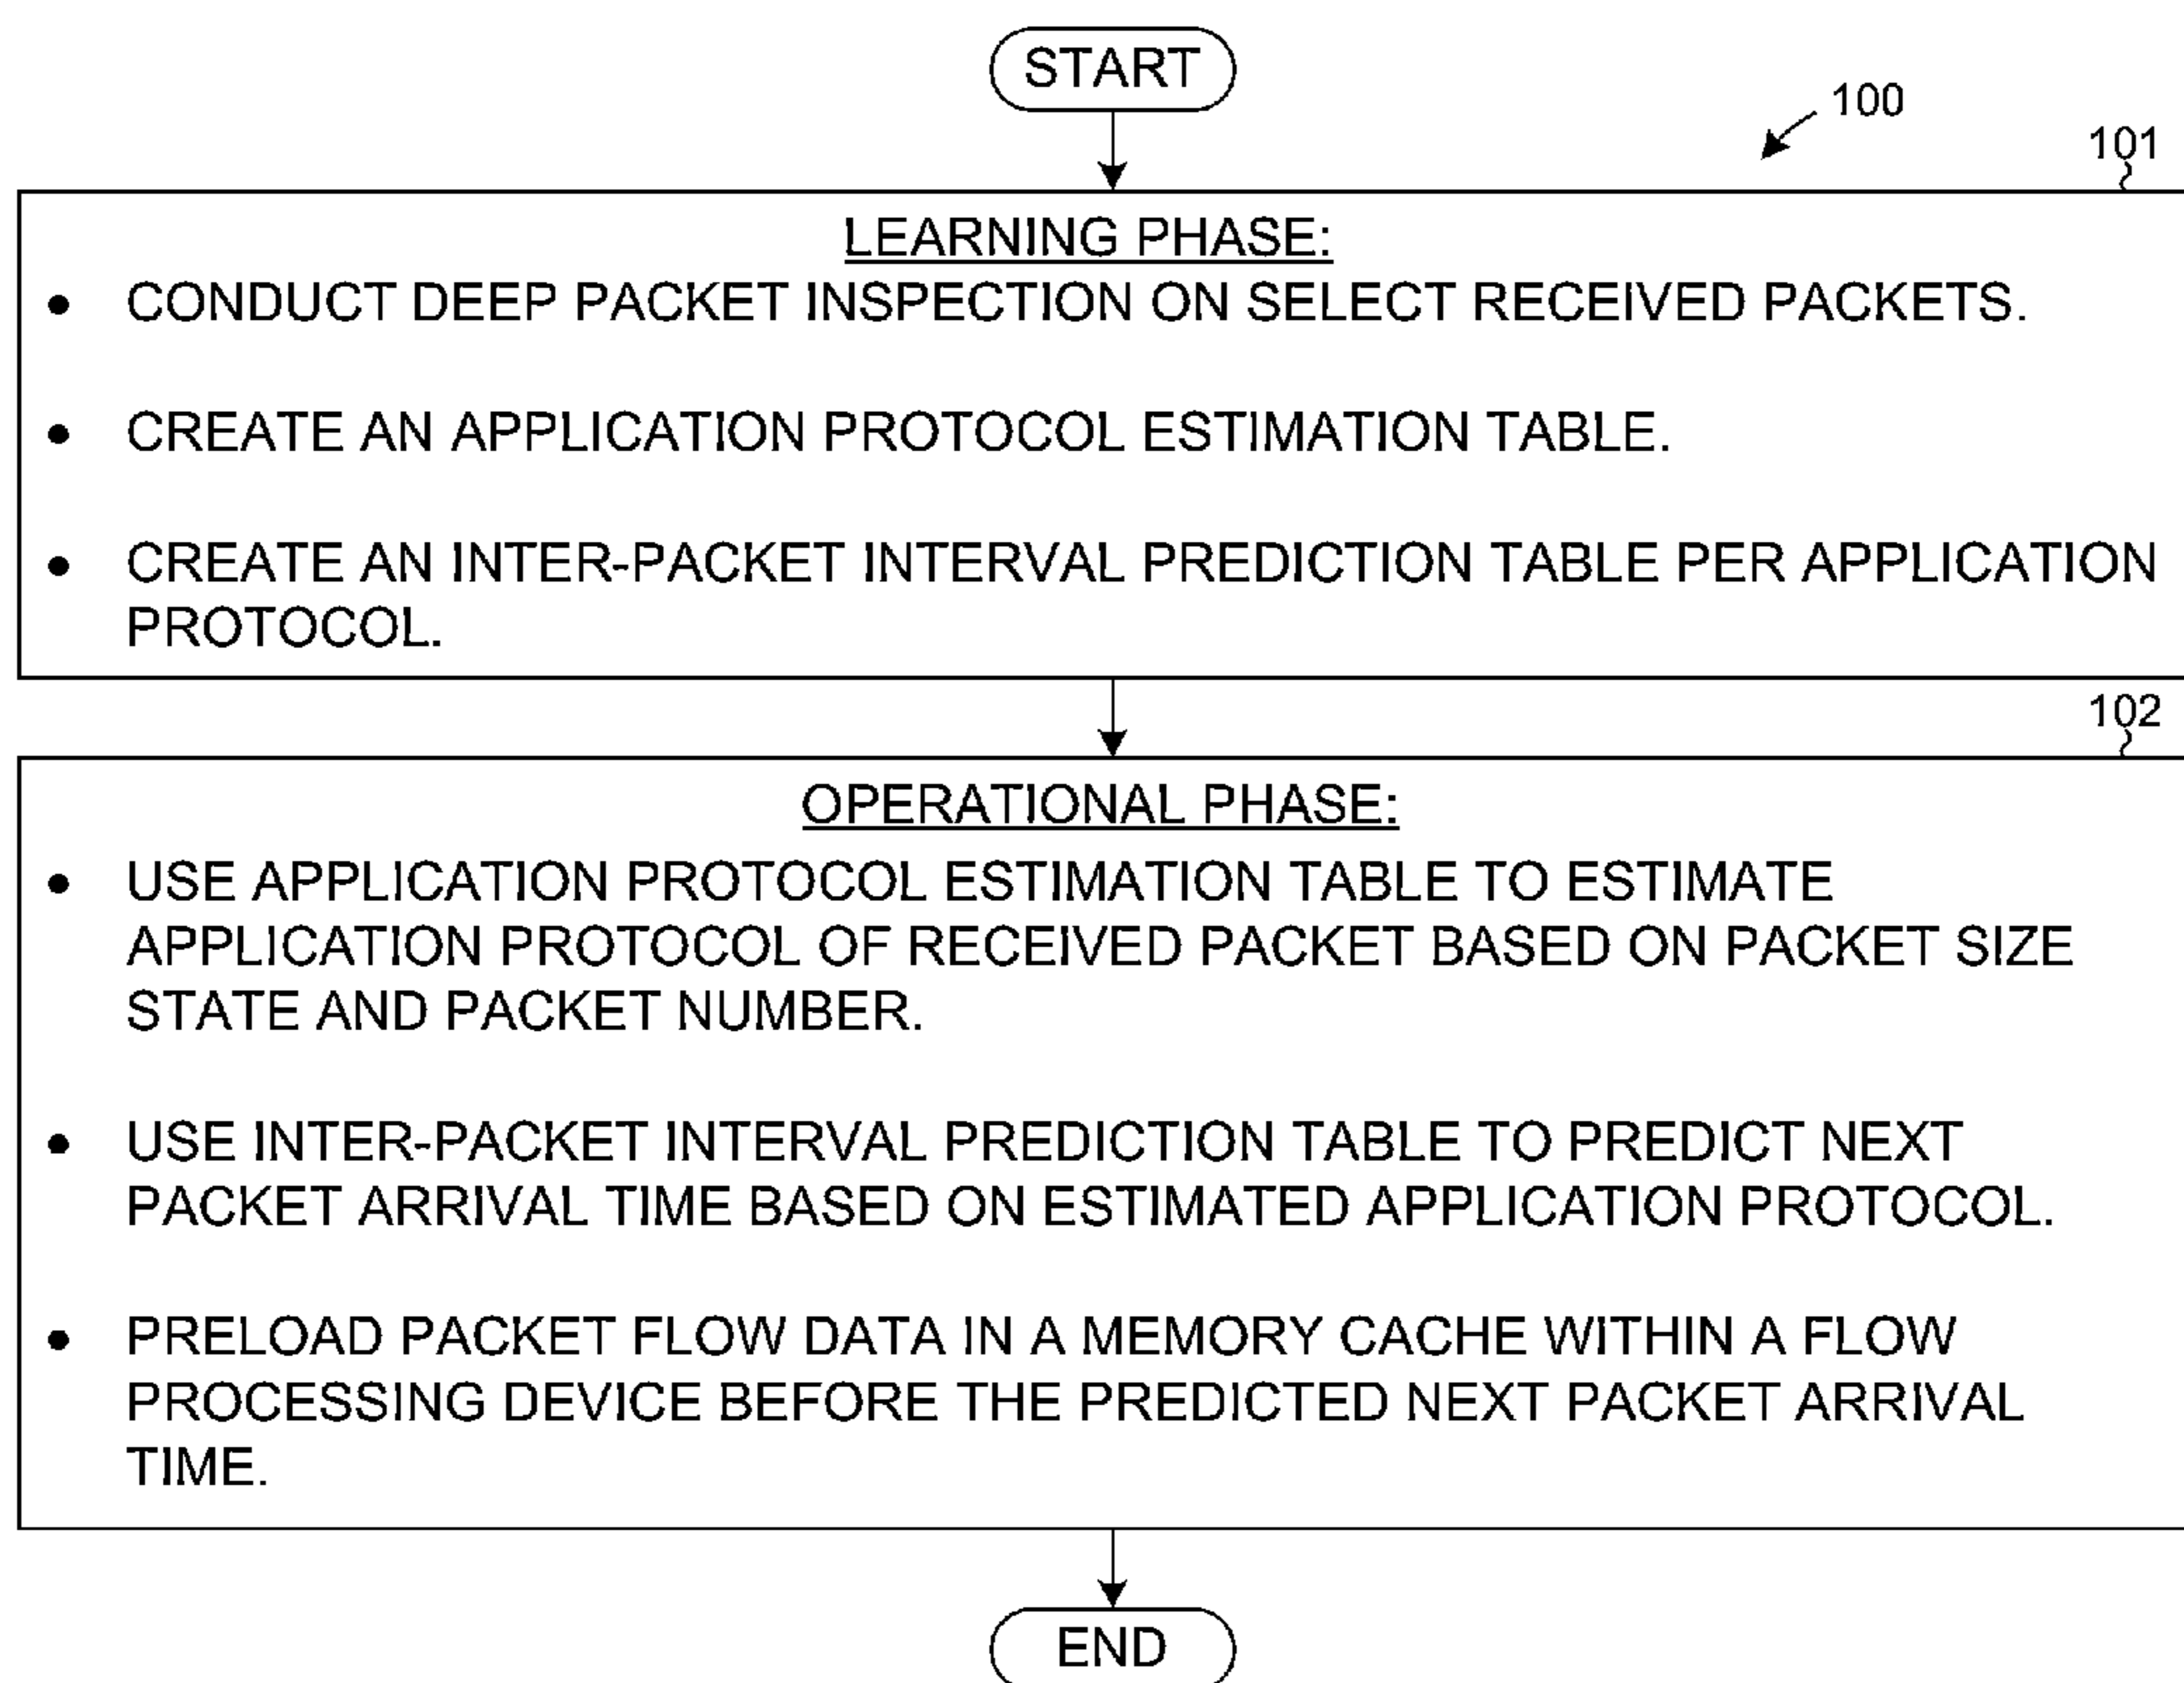 START
100
101
LEARNING PHASE:
• CONDUCT DEEP PACKET INSPECTION ON SELECT RECEIVED PACKETS.
• CREATE AN APPLICATION PROTOCOL ESTIMATION TABLE.
• CREATE AN INTER-PACKET INTERVAL PREDICTION TABLE PER APPLICATION
PROTOCOL.
102
OPERATIONAL PHASE:
• USE APPLICATION PROTOCOL ESTIMATION TABLE TO ESTIMATE
APPLICATION PROTOCOL OF RECEIVED PACKET BASED ON PACKET SIZE
STATE AND PACKET NUMBER.
• USE INTER-PACKET INTERVAL PREDICTION TABLE TO PREDICT NEXT
PACKET ARRIVAL TIME BASED ON ESTIMATED APPLICATION PROTOCOL.
• PRELOAD PACKET FLOW DATA IN A MEMORY CACHE WITHIN A FLOW
PROCESSING DEVICE BEFORE THE PREDICTED NEXT PACKET ARRIVAL
TIME.
END